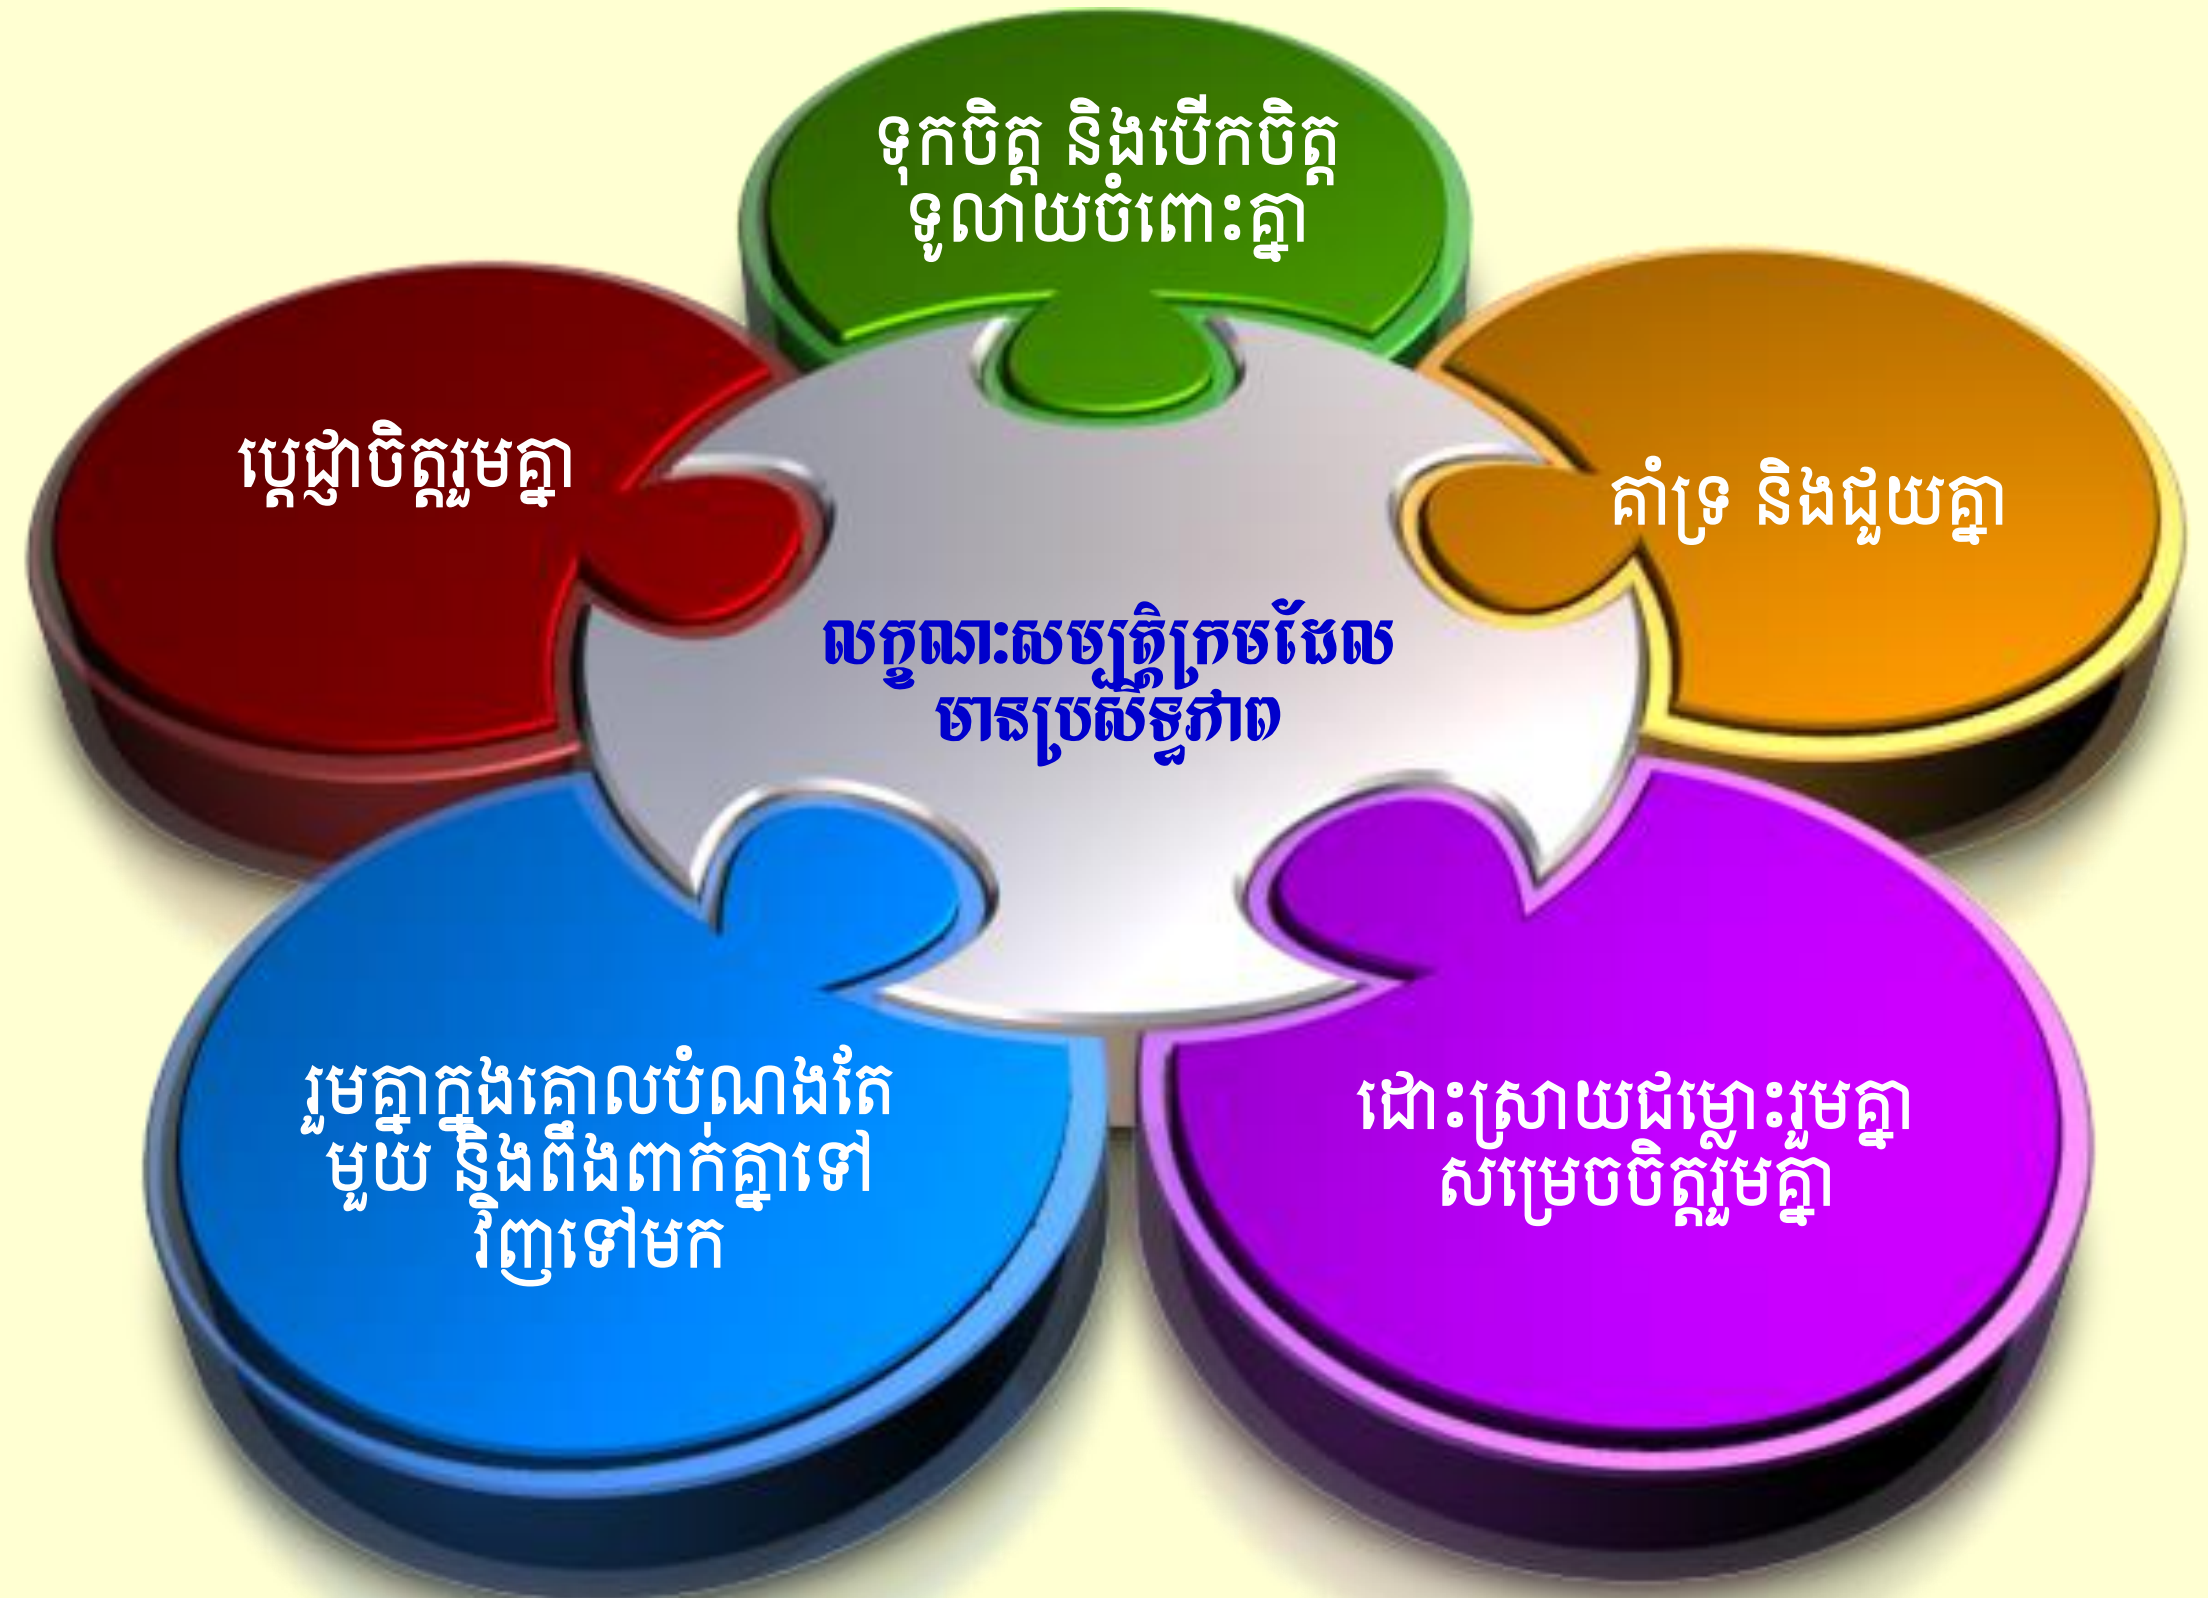 ទុកចិត្ត និងបើកចិត្ត
ទូលាយចំពោះគ្នា
ប្តេជ្ញាចិត្តរួមគ្នា
គាំទ្រ និងជួយគ្នា
លក្ខណៈសម្បត្តិក្រុមដែល
មានប្រសិទ្ធភាព
រួមគ្នាក្នុងគោលបំណងតែ
មួយ និងពឹងពាក់គ្នាទៅ
វិញទៅមក
ដោះស្រាយជម្លោះរួមគ្នា
សម្រេចចិត្តរួមគ្នា